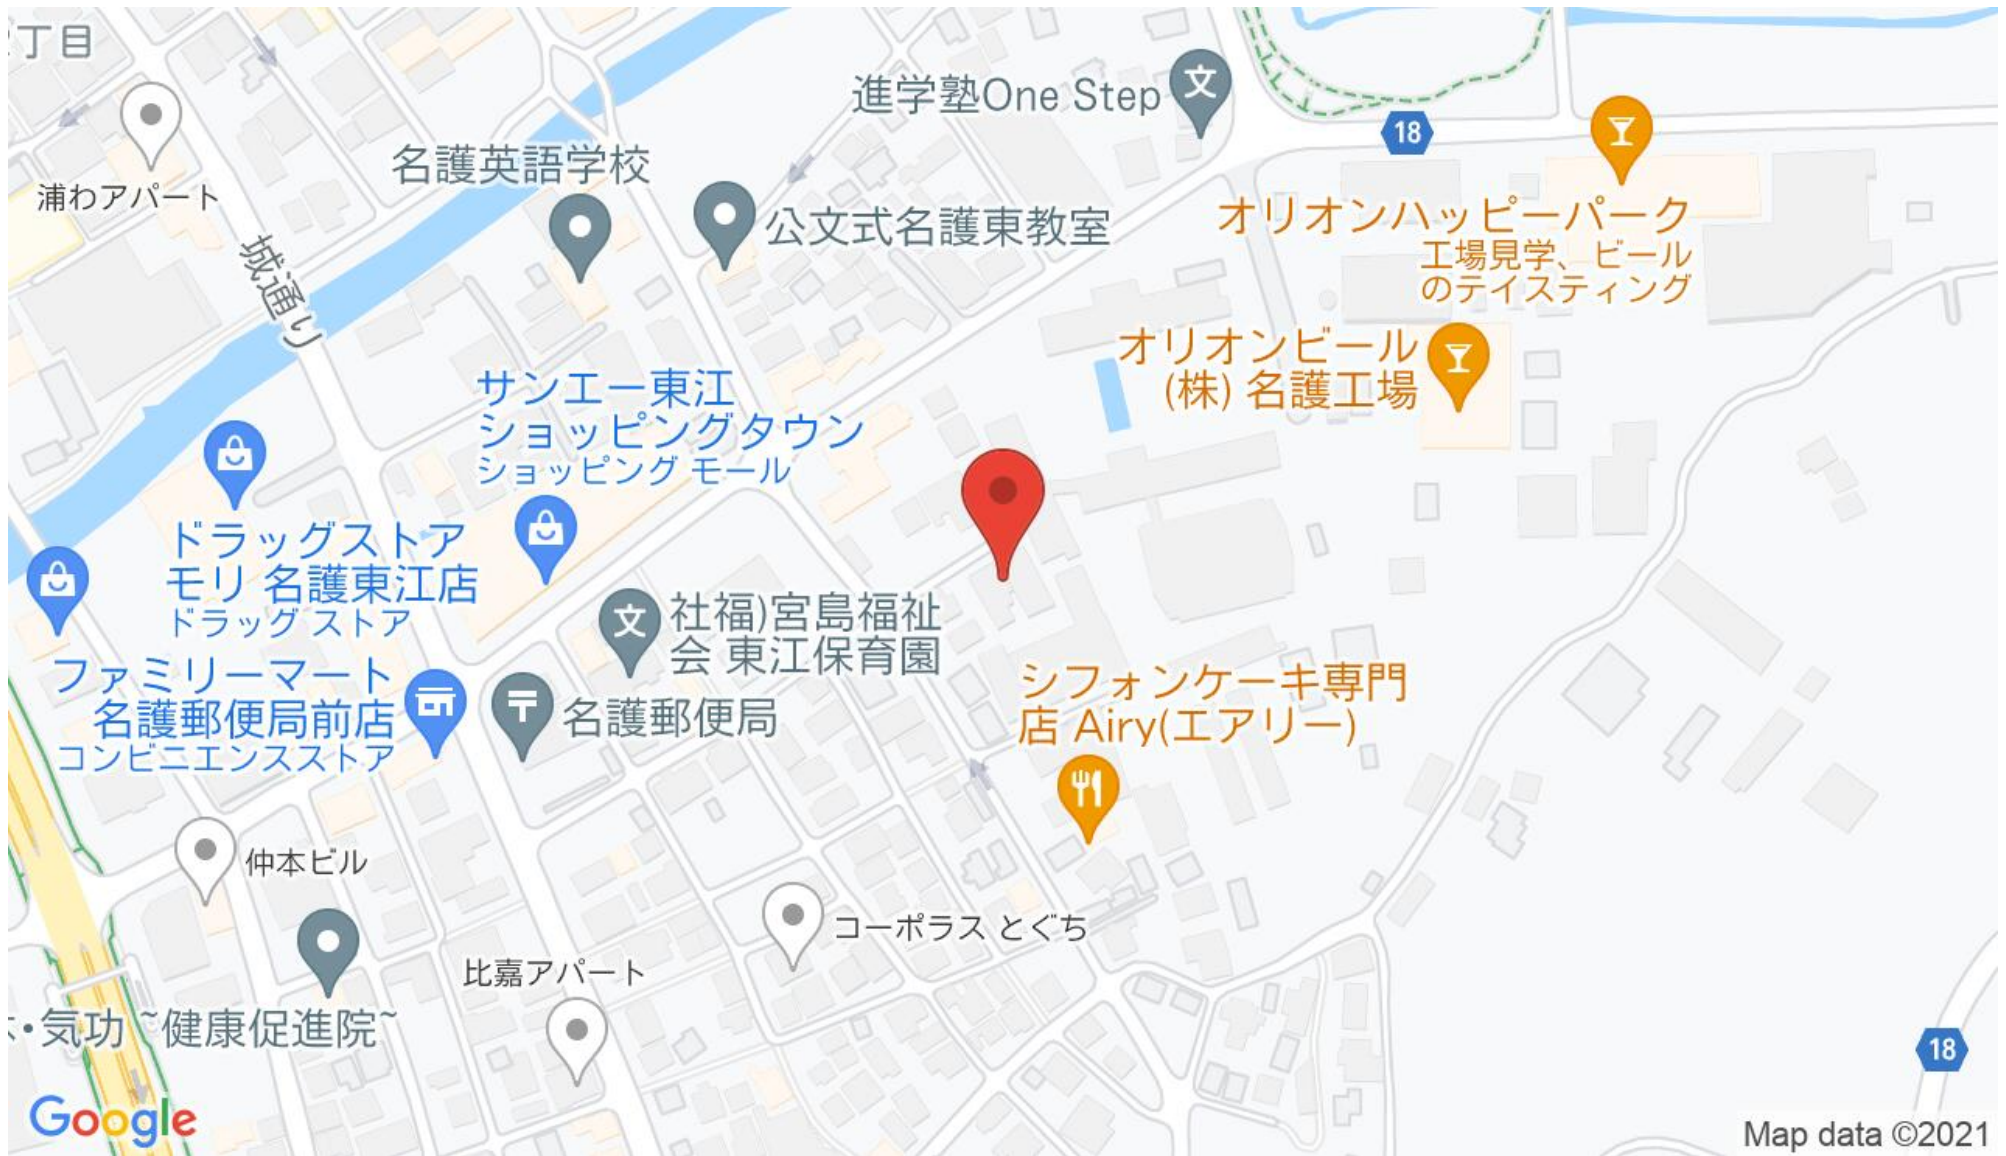 丁目
進学塾One Step
18
名護英語学校
浦わアパート
公文式名護東教室
オリオンハッピーパーク
工場見学、ビール
のテイスティング
城通り
オリオンビール
(株) 名護工場
サンエー東江
ショッピングタウン
ショッピング モール
ドラッグストア
モリ 名護東江店
ドラッグ ストア
社福)宮島福祉
会 東江保育園
ファミリーマート
名護郵便局前店
コンビニエンスストア
名護郵便局
シフォンケーキ専門
店 Airy(エアリー)
仲本ビル
コーポラス とぐち
比嘉アパート
・気功 ~健康促進院~
18
Google
Map data ©2021